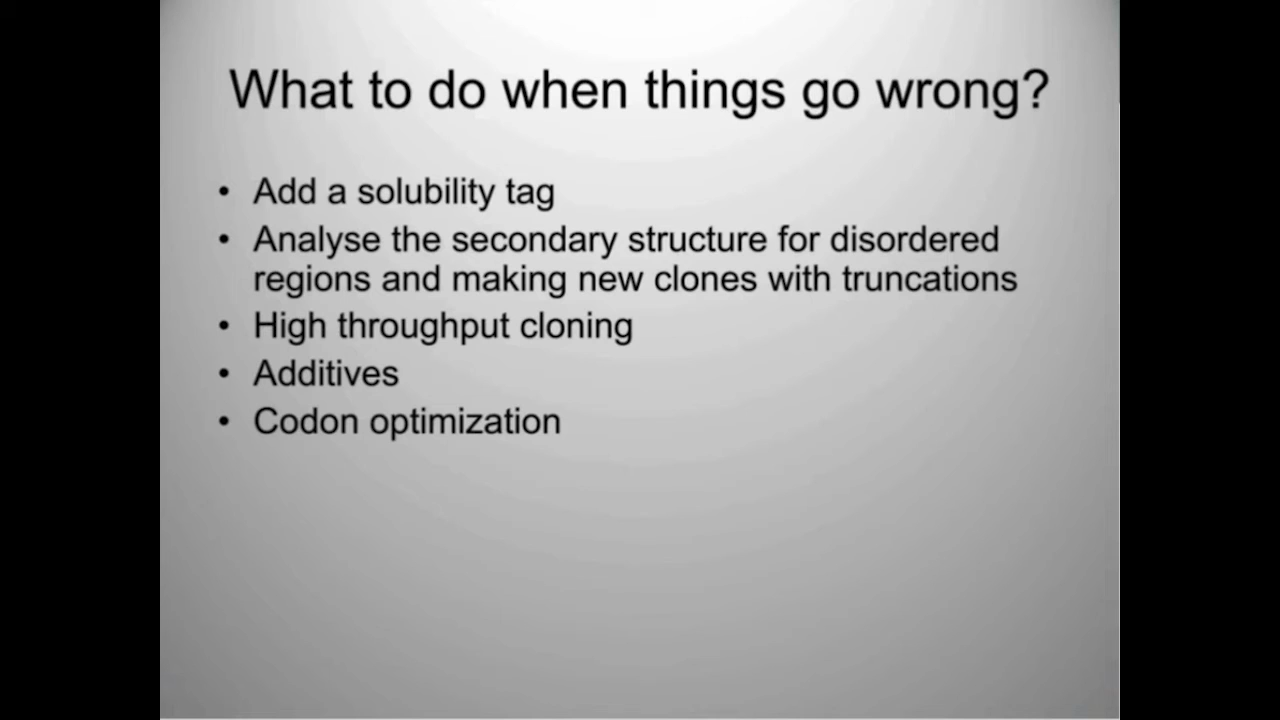 What to do when things go wrong?
• Add a solubility tag
• Analyse the secondary structure for disordered
regions and making new clones with truncations
• High throughput cloning
• Additives
• Codon optimization